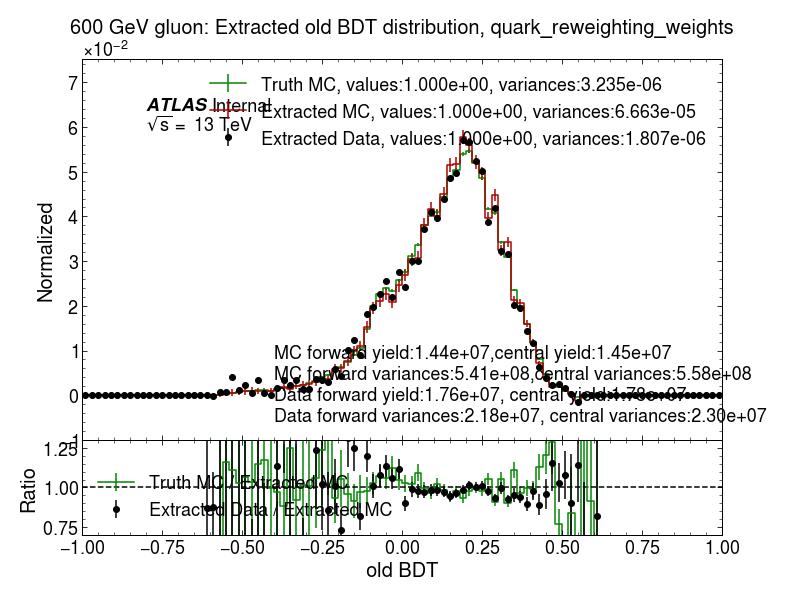 600 GeV gluon: Extracted old BDT distribution, quark_reweighting_weights
×10⁻²
Truth MC, values:1.000e+00, variances:3.235e-06
ATLAS Internal
Extracted MC, values:1.000e+00, variances:6.663e-05
√s = 13 TeV
Extracted Data, values:1.000e+00, variances:1.807e-06
7
6
5
4
3
2
1
0
−1
Normalized
MC forward yield:1.44e+07,central yield:1.45e+07
MC forward variances:5.41e+08,central variances:5.58e+08
Data forward yield:1.76e+07, central yield:1.78e+07
Data forward variances:2.18e+07, central variances:2.30e+07
1.25
1.00
0.75
Ratio
Truth MC / Extracted MC
Extracted Data / Extracted MC
−1.00 −0.75 −0.50 −0.25 0.00 0.25 0.50 0.75 1.00
old BDT